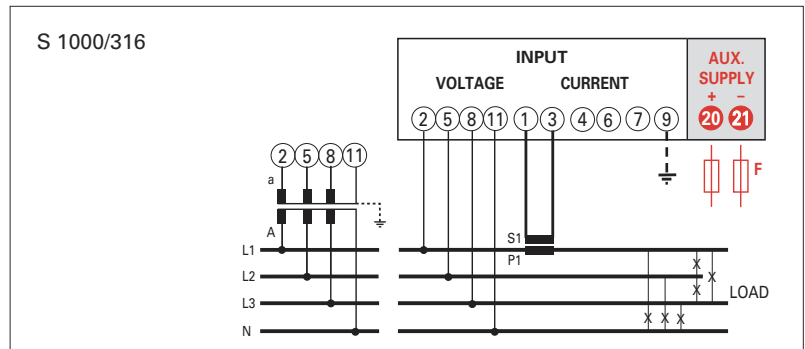 S 1000/316
INPUT
VOLTAGE CURRENT
AUX.
SUPPLY
+ −
2 5 8 11 1 3 4 6 7 9 20 21
2 5 8 11
a
F
A
S1
P1
L1
L2
L3
N
LOAD
X X X X X X